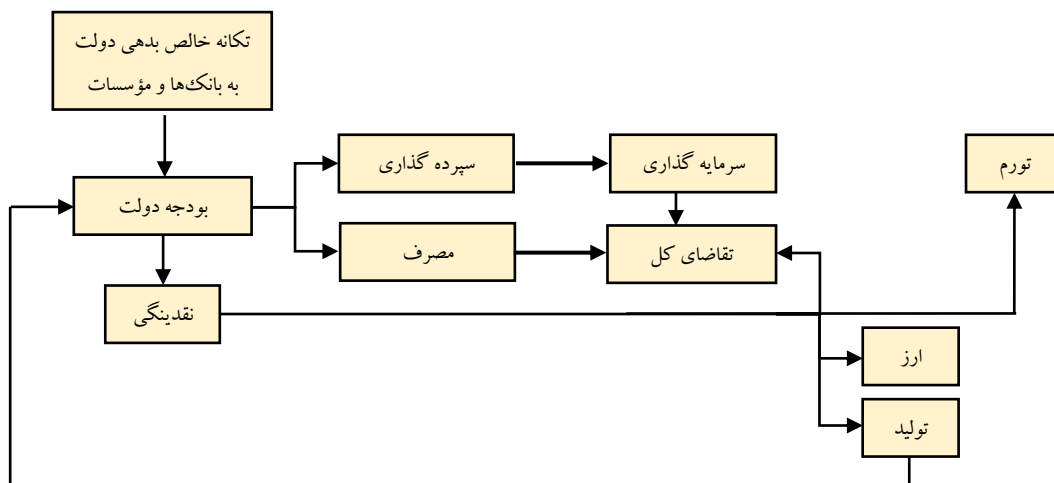 تكانه خالص بدهی دولت
به بانک‌ها و مؤسسات
سپرده گذاری
سرمایه گذاری
تورم
بودجه دولت
مصرف
تقاضای کل
نقدینگی
ارز
تولید